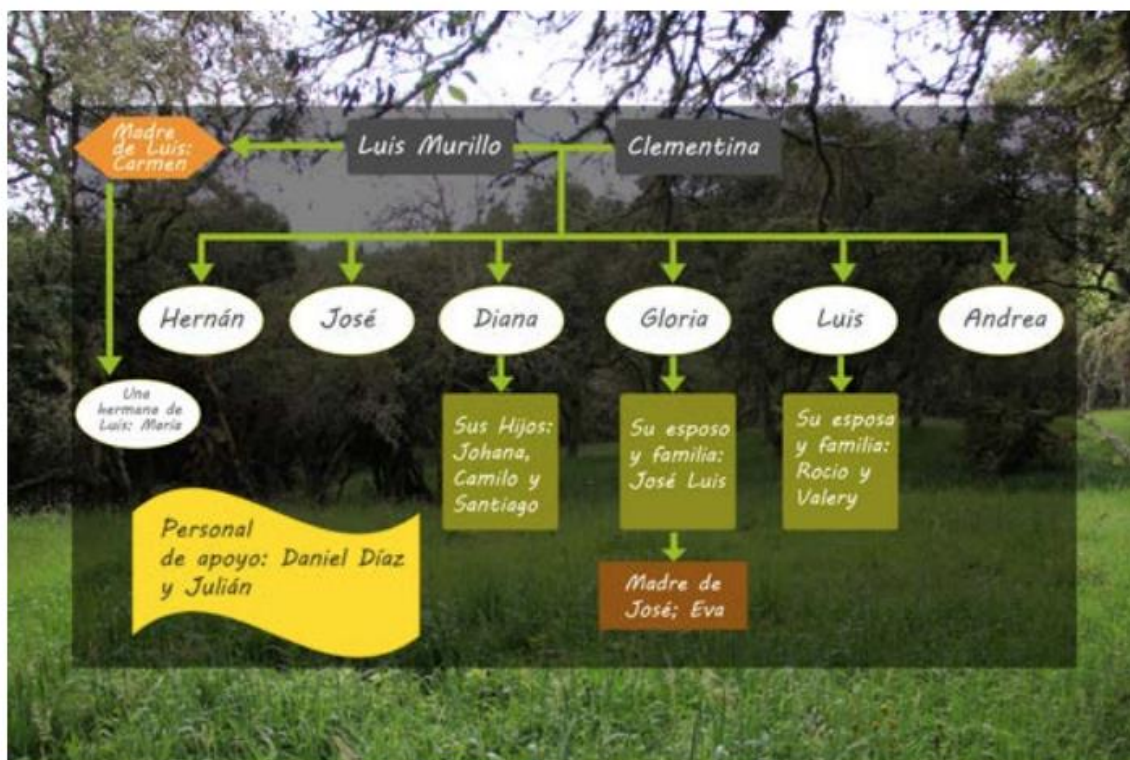 Madre
de Luis:
Carmen
Luis Murillo
Clementina
Hernán
José
Diana
Gloria
Luis
Andrea
Una
hermana de
Luis: María
Sus Hijos:
Johana,
Camilo y
Santiago
Su esposo
y familia:
José Luis
Su esposa
y familia:
Rocio y
Valery
Personal
de apoyo: Daniel Díaz
y Julián
Madre de
José; Eva